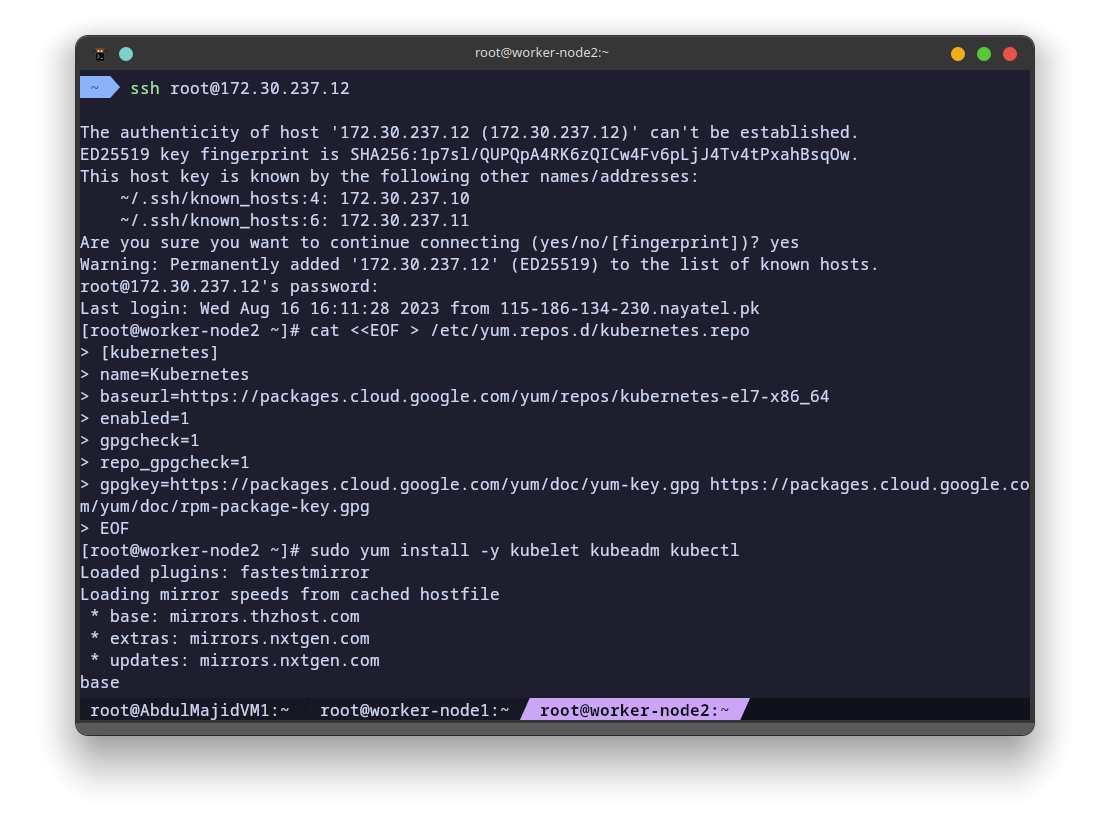 root@worker-node2:~
~ ssh root@172.30.237.12
The authenticity of host '172.30.237.12 (172.30.237.12)' can't be established.
ED25519 key fingerprint is SHA256:1p7sl/QUPQpA4RK6zQICw4Fv6pLjJ4Tv4tPxahBsqOw.
This host key is known by the following other names/addresses:
    ~/.ssh/known_hosts:4: 172.30.237.10
    ~/.ssh/known_hosts:6: 172.30.237.11
Are you sure you want to continue connecting (yes/no/[fingerprint])? yes
Warning: Permanently added '172.30.237.12' (ED25519) to the list of known hosts.
root@172.30.237.12's password:
Last login: Wed Aug 16 16:11:28 2023 from 115-186-134-230.nayatel.pk
[root@worker-node2 ~]# cat <<EOF > /etc/yum.repos.d/kubernetes.repo
> [kubernetes]
> name=Kubernetes
> baseurl=https://packages.cloud.google.com/yum/repos/kubernetes-el7-x86_64
> enabled=1
> gpgcheck=1
> repo_gpgcheck=1
> gpgkey=https://packages.cloud.google.com/yum/doc/yum-key.gpg https://packages.cloud.google.co
m/yum/doc/rpm-package-key.gpg
> EOF
[root@worker-node2 ~]# sudo yum install -y kubelet kubeadm kubectl
Loaded plugins: fastestmirror
Loading mirror speeds from cached hostfile
 * base: mirrors.thzhost.com
 * extras: mirrors.nxtgen.com
 * updates: mirrors.nxtgen.com
base
root@AbdulMajidVM1:~ root@worker-node1:~ root@worker-node2:~